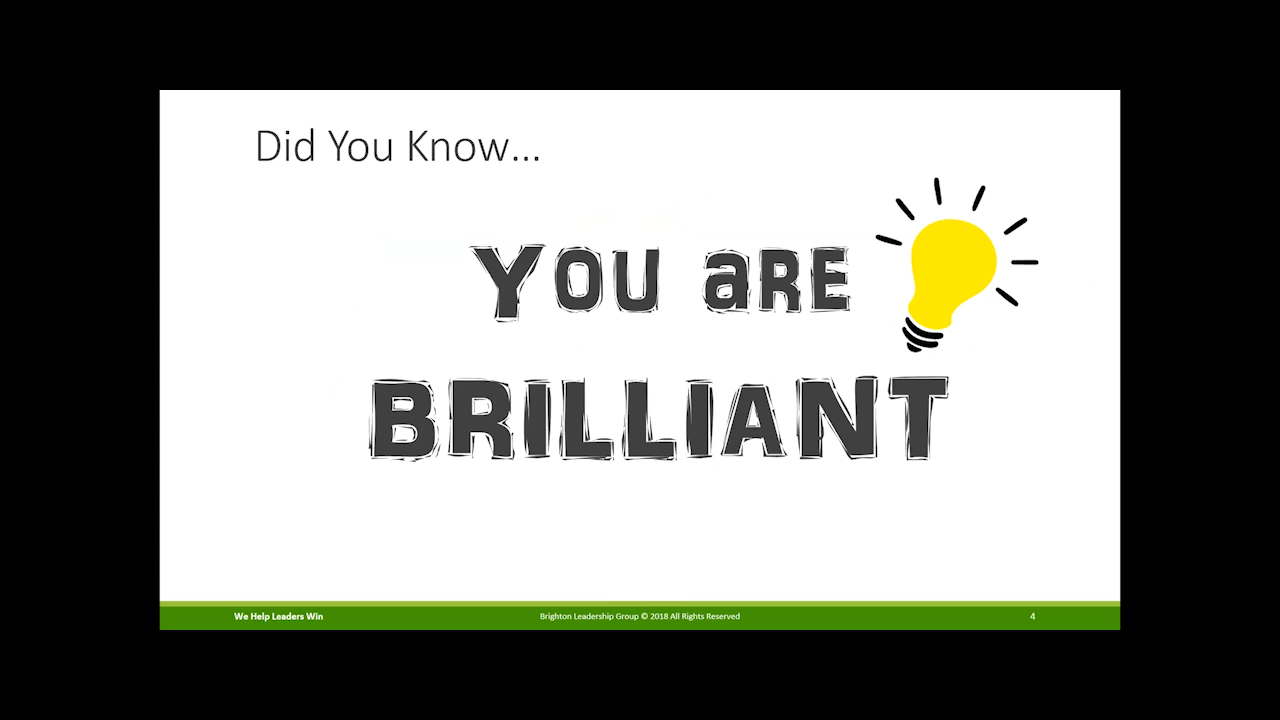 Did You Know...
YOU aRE
BRILLIANT
We Help Leaders Win
Brighton Leadership Group © 2018 All Rights Reserved
4